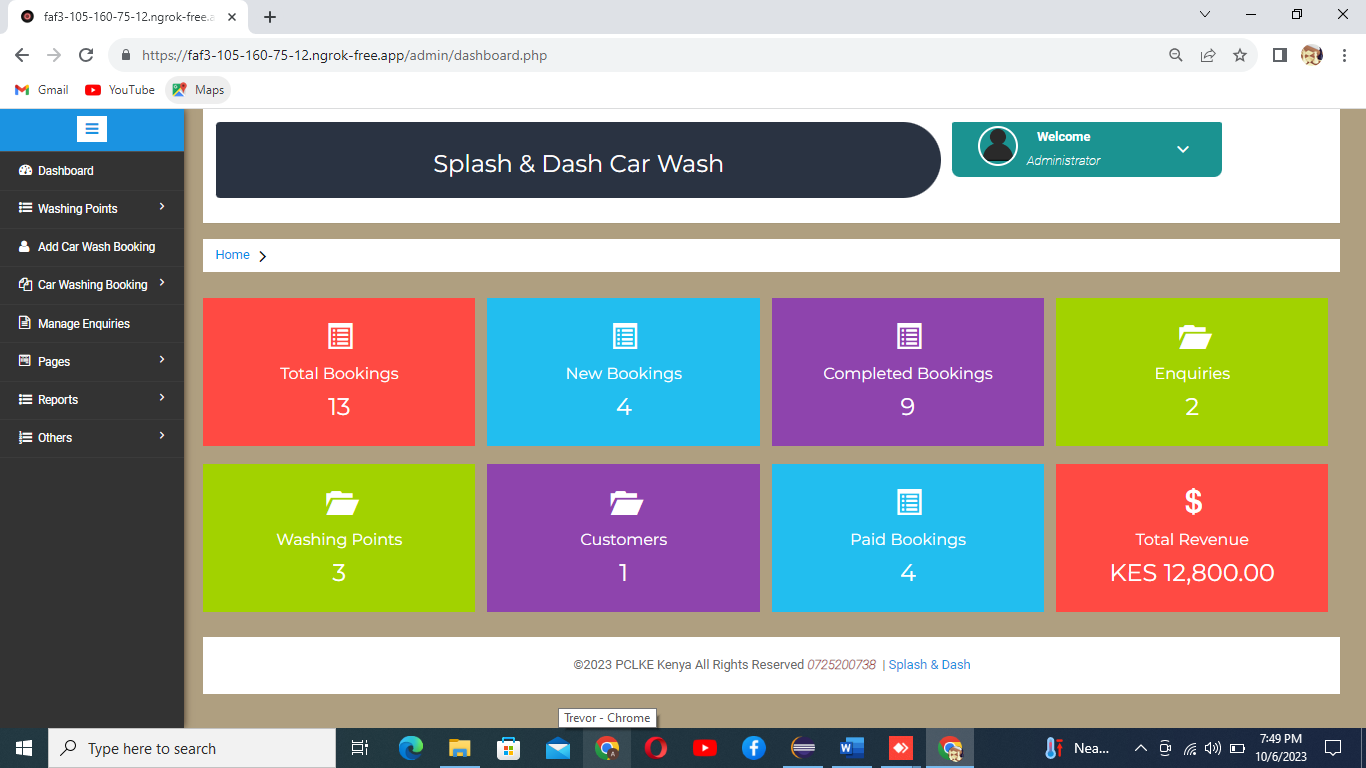 faf3-105-160-75-12.ngrok-free.a
https://faf3-105-160-75-12.ngrok-free.app/admin/dashboard.php
Gmail
YouTube
Maps
Splash & Dash Car Wash
Welcome
Administrator
Dashboard
Washing Points
Add Car Wash Booking
Car Washing Booking
Manage Enquiries
Pages
Reports
Others
Home
Total Bookings
13
New Bookings
4
Completed Bookings
9
Enquiries
2
Washing Points
3
Customers
1
Paid Bookings
4
$
Total Revenue
KES 12,800.00
©2023 PCLKE Kenya All Rights Reserved 0725200738 | Splash & Dash
Trevor - Chrome
Type here to search
Nea...
7:49 PM
10/6/2023